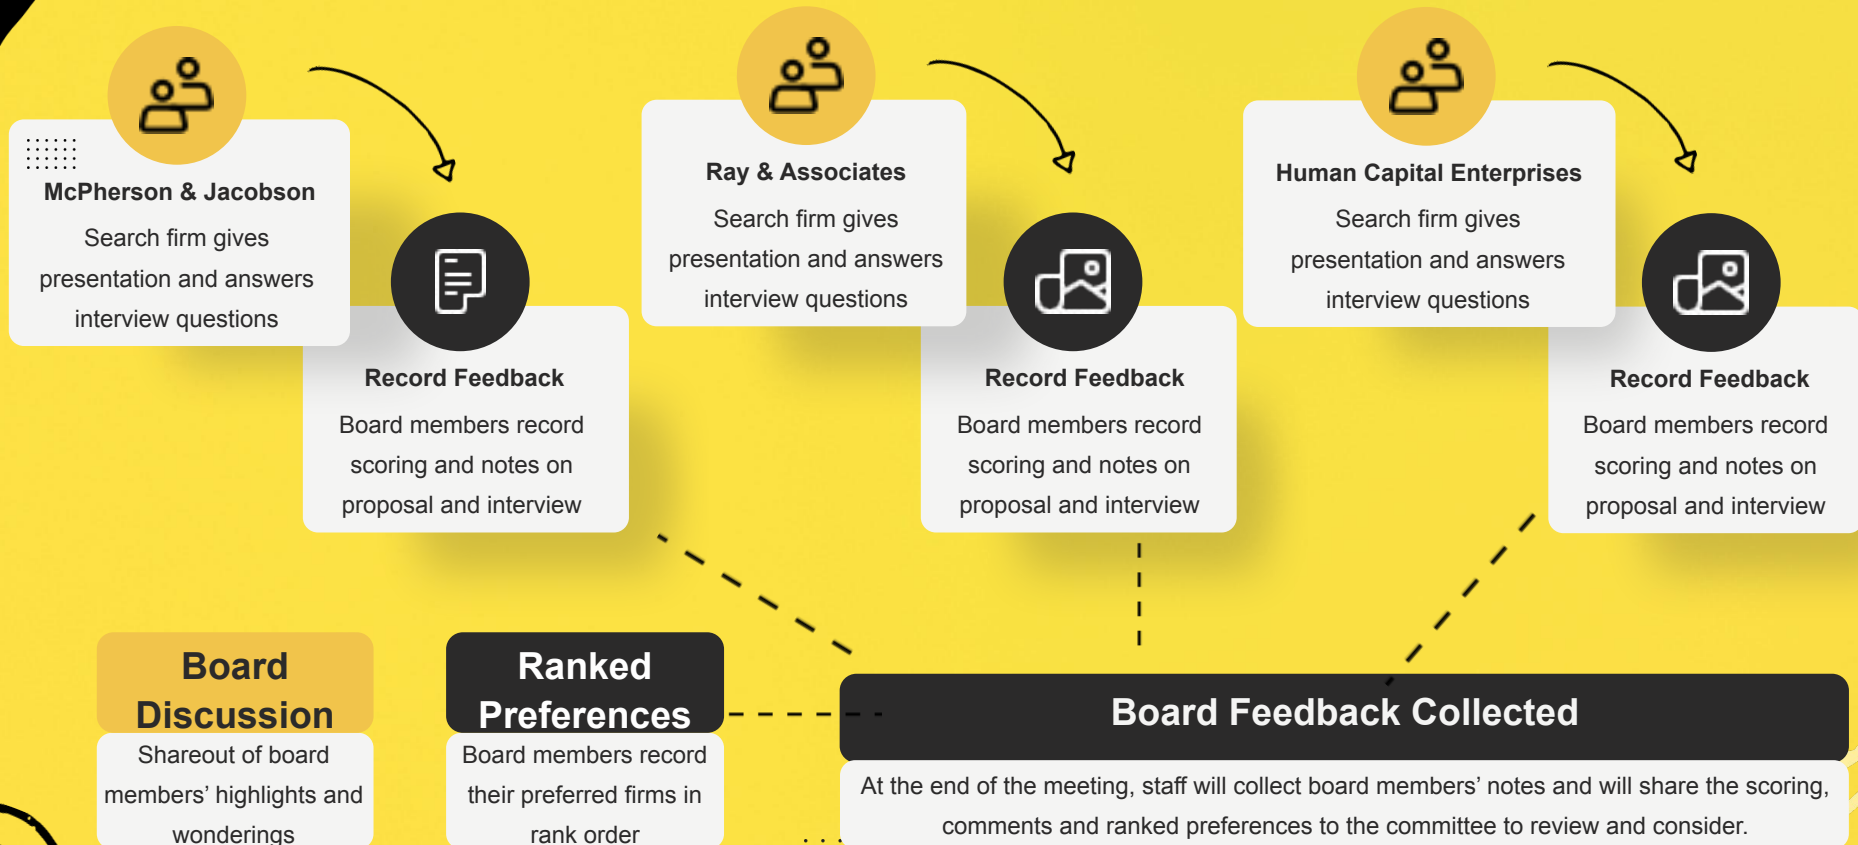 McPherson & Jacobson
Search firm gives
presentation and answers
interview questions
Record Feedback
Board members record
scoring and notes on
proposal and interview
Ray & Associates
Search firm gives
presentation and answers
interview questions
Record Feedback
Board members record
scoring and notes on
proposal and interview
Human Capital Enterprises
Search firm gives
presentation and answers
interview questions
Record Feedback
Board members record
scoring and notes on
proposal and interview
Board
Discussion
Shareout of board
members’ highlights and
wonderings
Ranked
Preferences
Board members record
their preferred firms in
rank order
Board Feedback Collected
At the end of the meeting, staff will collect board members’ notes and will share the scoring,
comments and ranked preferences to the committee to review and consider.